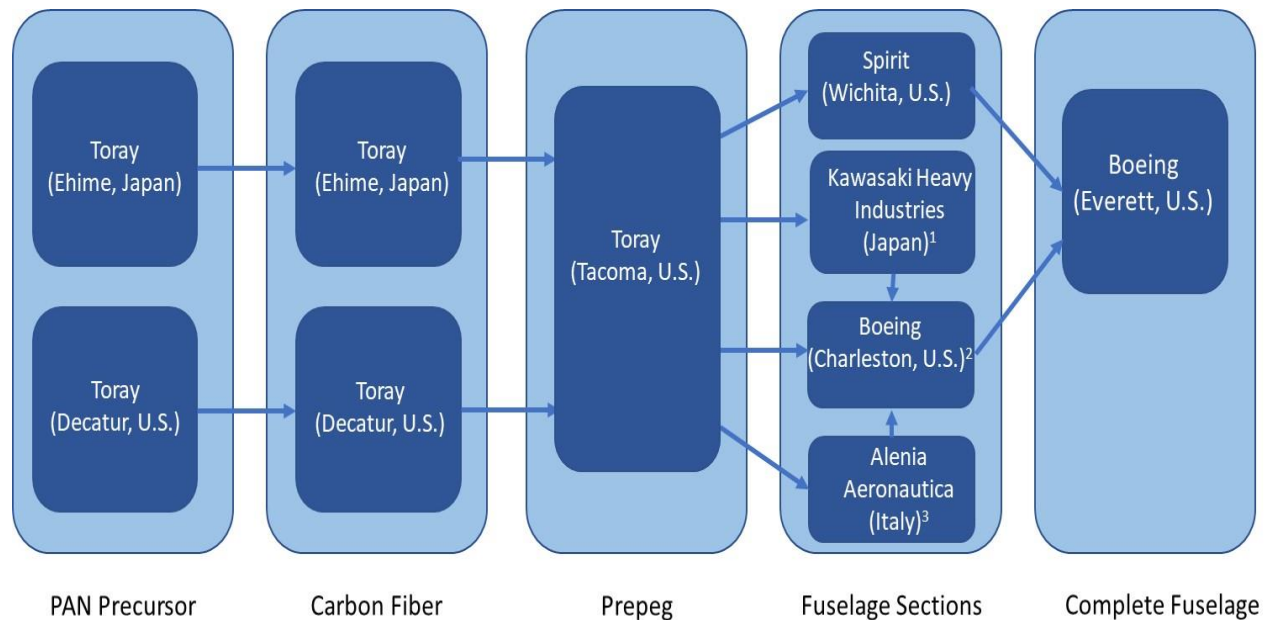 Toray
(Ehime, Japan)
Toray
(Decatur, U.S.)
Toray
(Ehime, Japan)
Toray
(Decatur, U.S.)
Toray
(Tacoma, U.S.)
Spirit
(Wichita, U.S.)
Kawasaki Heavy
Industries
(Japan)¹
Boeing
(Charleston, U.S.)²
Alenia
Aeronautica
(Italy)³
Boeing
(Everett, U.S.)
PAN Precursor
Carbon Fiber
Prepeg
Fuselage Sections
Complete Fuselage